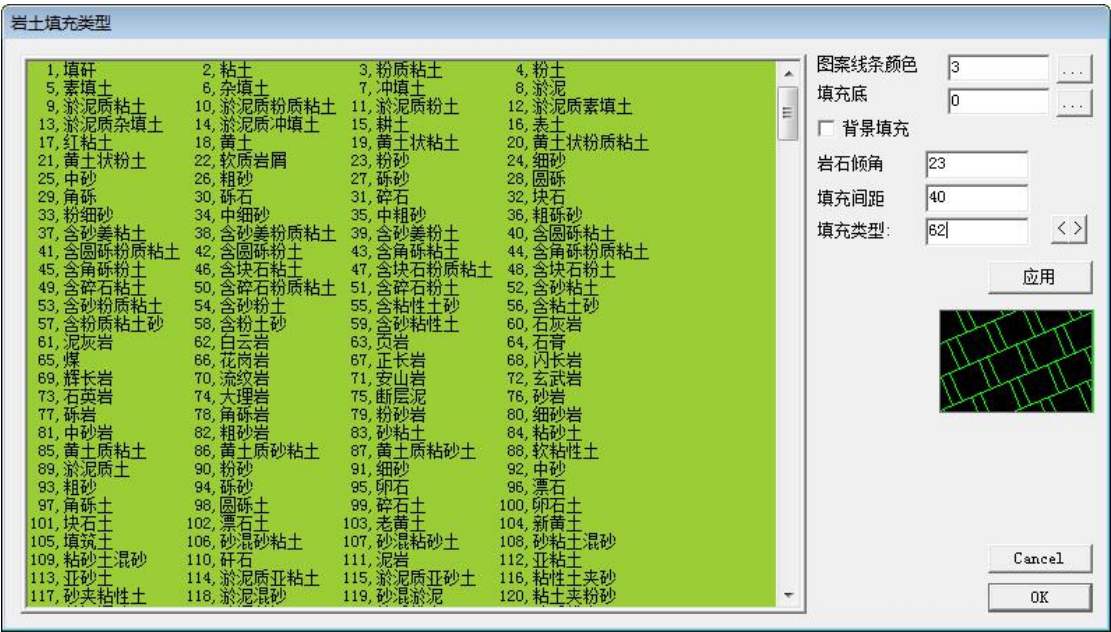 岩土填充类型
1,填矸 2,粘土 3,粉质粘土 4,粉土
5,素填土 6,杂填土 7,冲填土 8,淤泥
9,淤泥质粘土 10,淤泥质粉质粘土 11,淤泥质粉土 12,淤泥质素填土
13,淤泥质杂填土 14,淤泥质冲填土 15,耕土 16,表土
17,红粘土 18,黄土 19,黄土状粘土 20,黄土状粉质粘土
21,黄土状粉土 22,软质岩屑 23,粉砂 24,细砂
25,中砂 26,粗砂 27,砾砂 28,圆砾
29,角砾 30,砾石 31,碎石 32,块石
33,粉细砂 34,中细砂 35,中粗砂 36,粗砾砂
37,含砂姜粘土 38,含砂姜粉质粘土 39,含砂姜粉土 40,含圆砾粘土
41,含圆砾粉质粘土 42,含圆砾粉土 43,含角砾粘土 44,含角砾粉质粘土
45,含角砾粉土 46,含块石粘土 47,含块石粉质粘土 48,含块石粉土
49,含碎石粘土 50,含碎石粉质粘土 51,含碎石粉土 52,含砂粘土
53,含砂粉质粘土 54,含砂粉土 55,含粘性土砂 56,含粘土砂
57,含粉质粘土砂 58,含粉土砂 59,含砂粘性土 60,石灰岩
61,泥灰岩 62,白云岩 63,页岩 64,石膏
65,煤 66,花岗岩 67,正长岩 68,闪长岩
69,辉长岩 70,流纹岩 71,安山岩 72,玄武岩
73,石英岩 74,大理岩 75,断层泥 76,砂岩
77,砾岩 78,角砾岩 79,粉砂岩 80,细砂岩
81,中砂岩 82,粗砂岩 83,砂粘土 84,粘砂土
85,黄土质粘土 86,黄土质砂粘土 87,黄土质粘砂土 88,软粘性土
89,淤泥质土 90,粉砂 91,细砂 92,中砂
93,粗砂 94,砾砂 95,卵石 96,漂石
97,角砾土 98,圆砾土 99,碎石土 100,卵石土
101,块石土 102,漂石土 103,老黄土 104,新黄土
105,填筑土 106,砂混砂粘土 107,砂混粘砂土 108,砂粘土混砂
109,粘砂土混砂 110,矸石 111,泥岩 112,亚粘土
113,亚砂土 114,淤泥质亚粘土 115,淤泥质亚砂土 116,粘性土夹砂
117,砂夹粘性土 118,淤泥混砂 119,砂混淤泥 120,粘土夹粉砂
图案线条颜色 3 ...
填充底 0 ...
背景填充
岩石倾角 23
填充间距 40
填充类型: 62 < >
应用
Cancel
OK